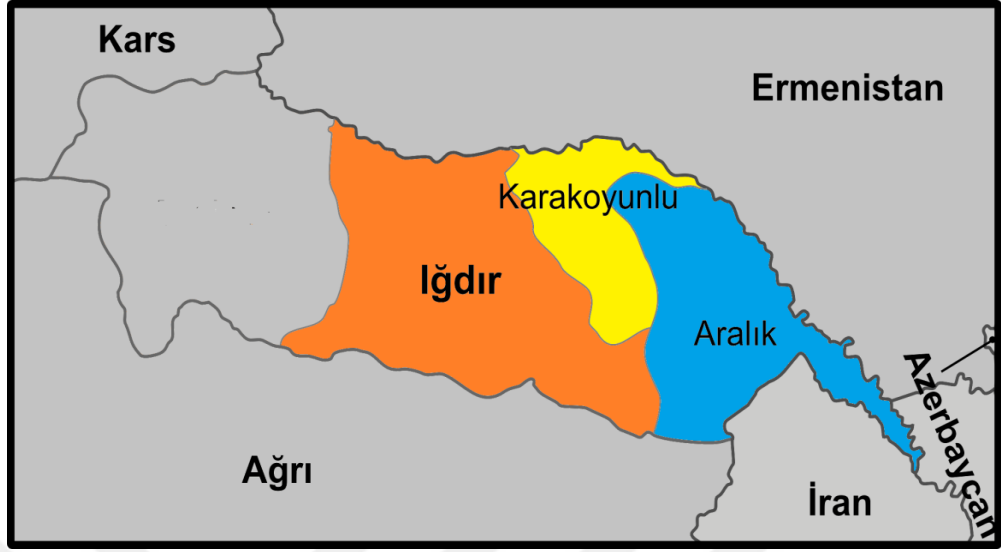 Kars
Ermenistan
Karakoyunlu
Iğdır
Aralık
Azerbaycan
Ağrı
İran